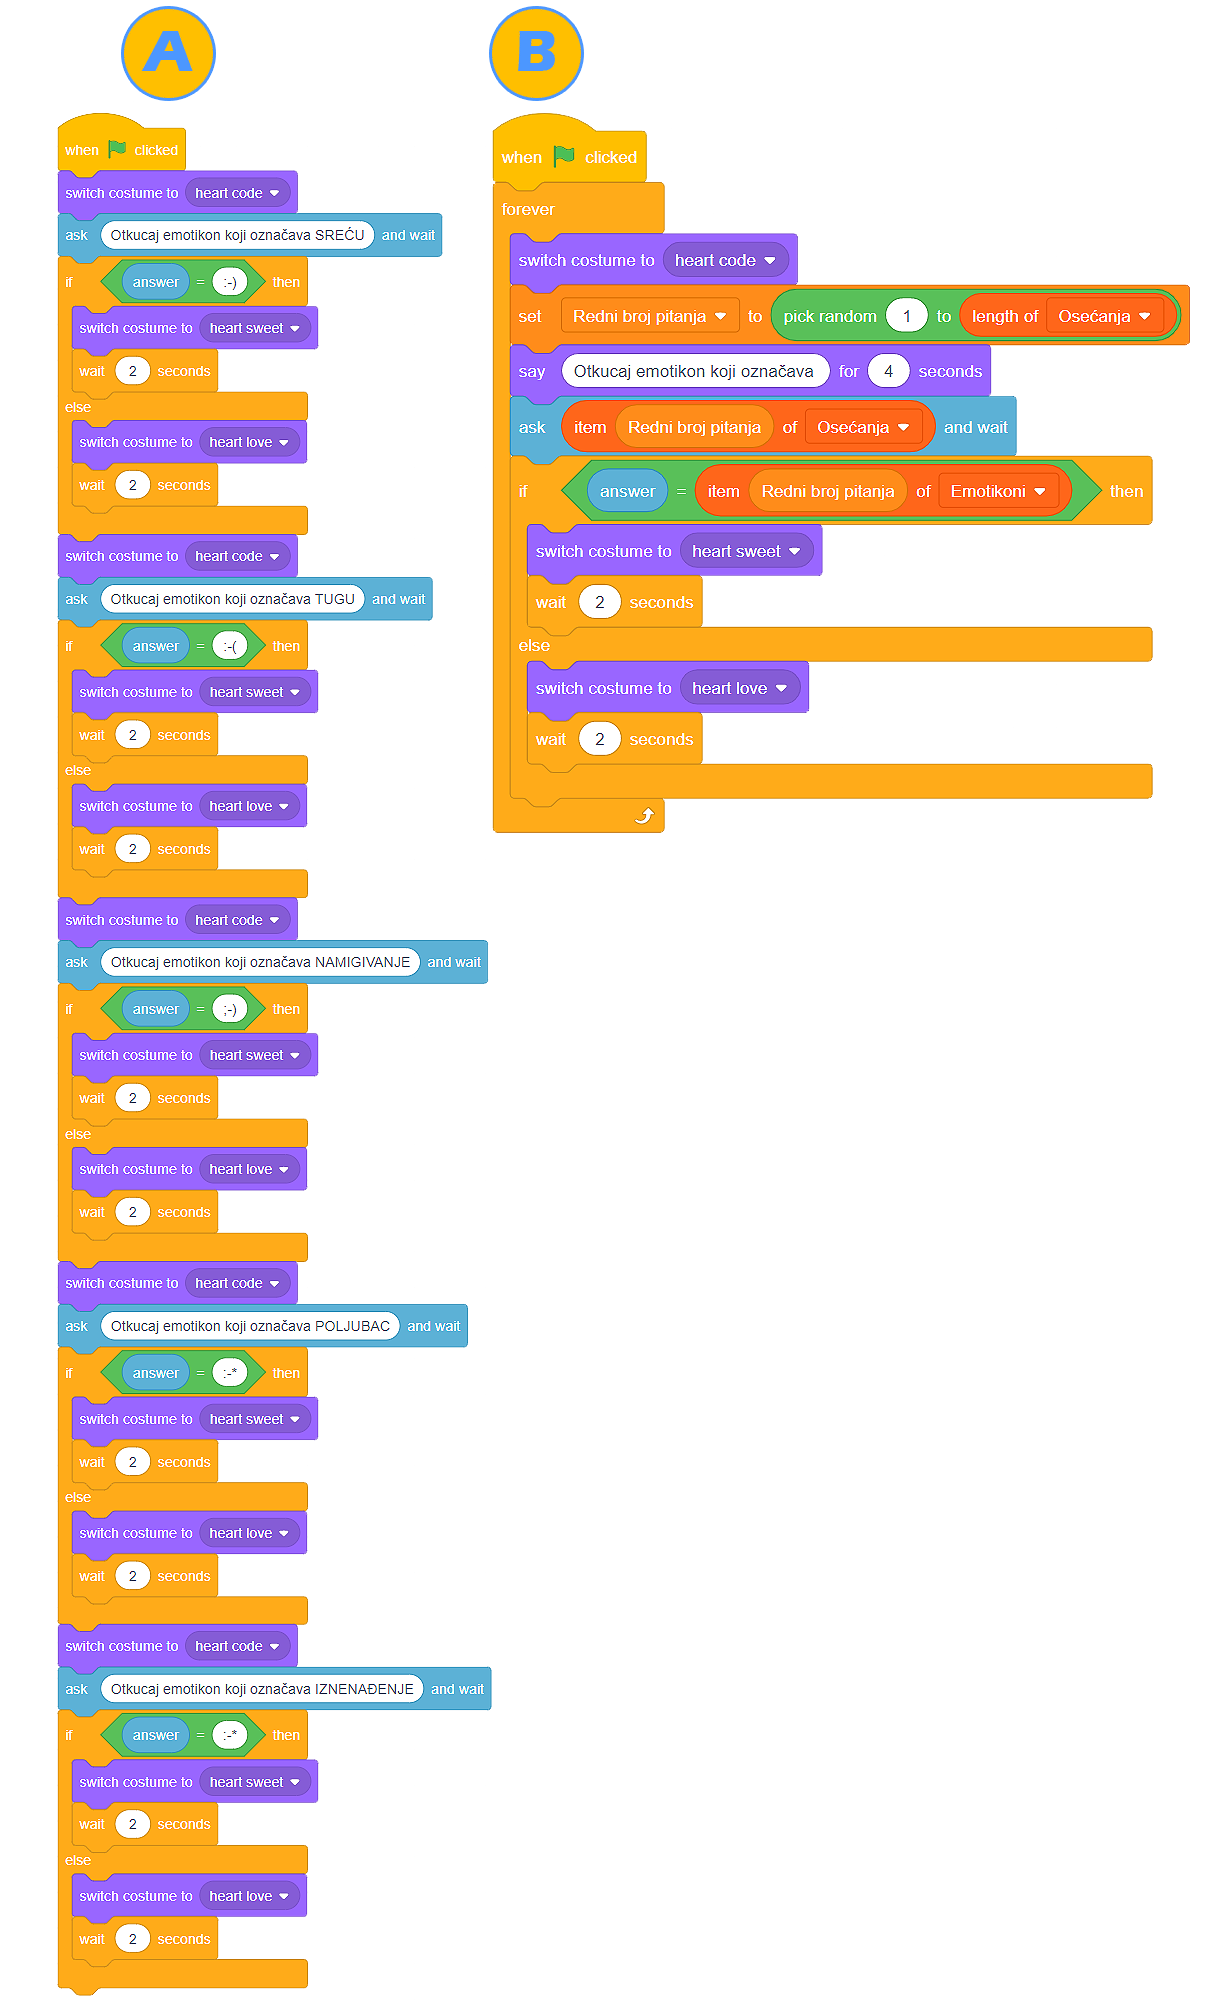 A
when clicked
switch costume to heart code
ask Otkucaj emotikon koji označava SREĆU and wait
if answer = :-) then
switch costume to heart sweet
wait 2 seconds
else
switch costume to heart love
wait 2 seconds
switch costume to heart code
ask Otkucaj emotikon koji označava TUGU and wait
if answer = :-( then
switch costume to heart sweet
wait 2 seconds
else
switch costume to heart love
wait 2 seconds
switch costume to heart code
ask Otkucaj emotikon koji označava NAMIGIVANJE and wait
if answer = ;-) then
switch costume to heart sweet
wait 2 seconds
else
switch costume to heart love
wait 2 seconds
switch costume to heart code
ask Otkucaj emotikon koji označava POLJUBAC and wait
if answer = :-* then
switch costume to heart sweet
wait 2 seconds
else
switch costume to heart love
wait 2 seconds
switch costume to heart code
ask Otkucaj emotikon koji označava IZNENAĐENJE and wait
if answer = :-* then
switch costume to heart sweet
wait 2 seconds
else
switch costume to heart love
wait 2 seconds
B
when clicked
forever
switch costume to heart code
set Redni broj pitanja to pick random 1 to length of Osećanja
say Otkucaj emotikon koji označava for 4 seconds
ask item Redni broj pitanja of Osećanja and wait
if answer = item Redni broj pitanja of Emotikoni then
switch costume to heart sweet
wait 2 seconds
else
switch costume to heart love
wait 2 seconds